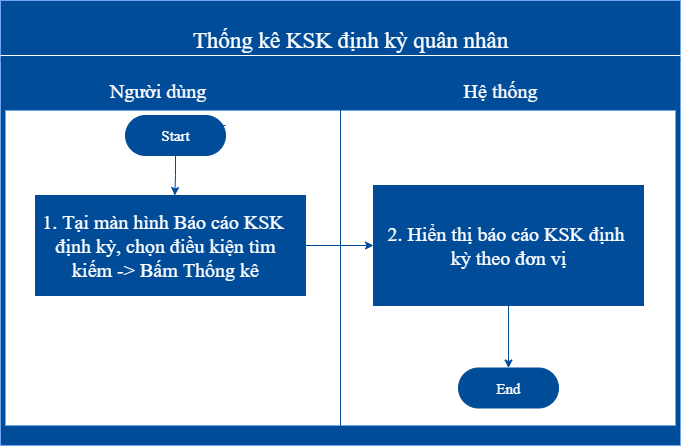 Thống kê KSK định kỳ quân nhân
Người dùng
Hệ thống
Start
1. Tại màn hình Báo cáo KSK
định kỳ, chọn điều kiện tìm
kiếm -> Bấm Thống kê
2. Hiển thị báo cáo KSK định
kỳ theo đơn vị
End